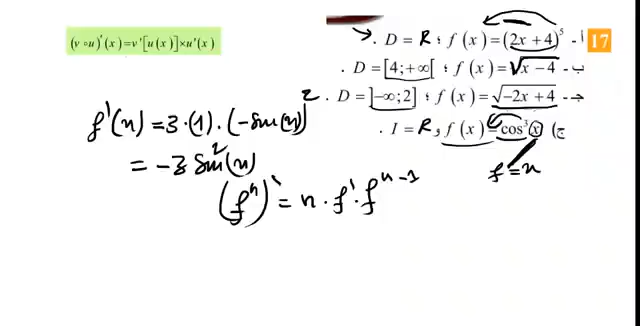 (v∘u)'(x)=v'[u(x)]×u'(x)
17
أ- f(x)=(2x+4)⁵ ؛ D = R .
ب- f(x)=√x−4 ؛ D=[4;+∞[ .
ج- f(x)=√−2x+4 ؛ D=]−∞;2] .
ح) f(x)=cos³(x) , I = R .
f = x
f'(x) = 3·(1)·(−sin(x))²
= −3 sin²(x)
(fⁿ)' = n · f' · fⁿ⁻¹